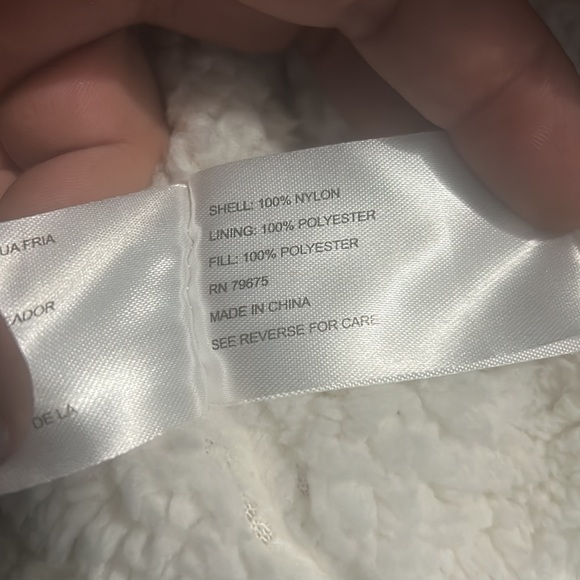 UA FRIA
ADOR
DE LA
SHELL: 100% NYLON
LINING: 100% POLYESTER
FILL: 100% POLYESTER
RN 79675
MADE IN CHINA
SEE REVERSE FOR CARE